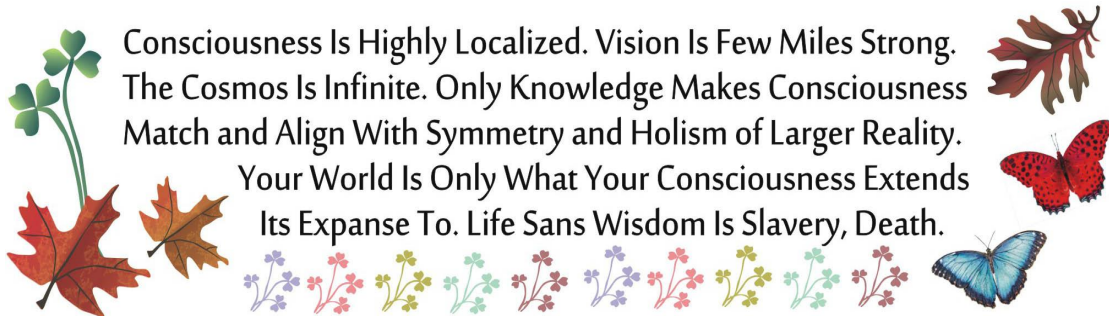 Consciousness Is Highly Localized. Vision Is Few Miles Strong.
The Cosmos Is Infinite. Only Knowledge Makes Consciousness
Match and Align With Symmetry and Holism of Larger Reality.
Your World Is Only What Your Consciousness Extends
Its Expanse To. Life Sans Wisdom Is Slavery, Death.